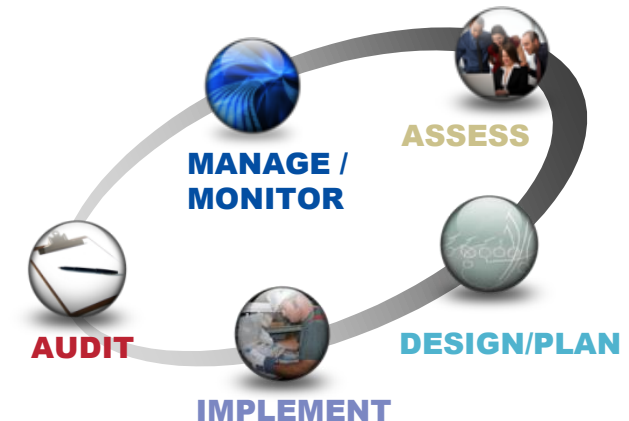 ASSESS
MANAGE /
MONITOR
DESIGN/PLAN
AUDIT
IMPLEMENT